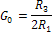 G₀ = R₃ / 2R₁